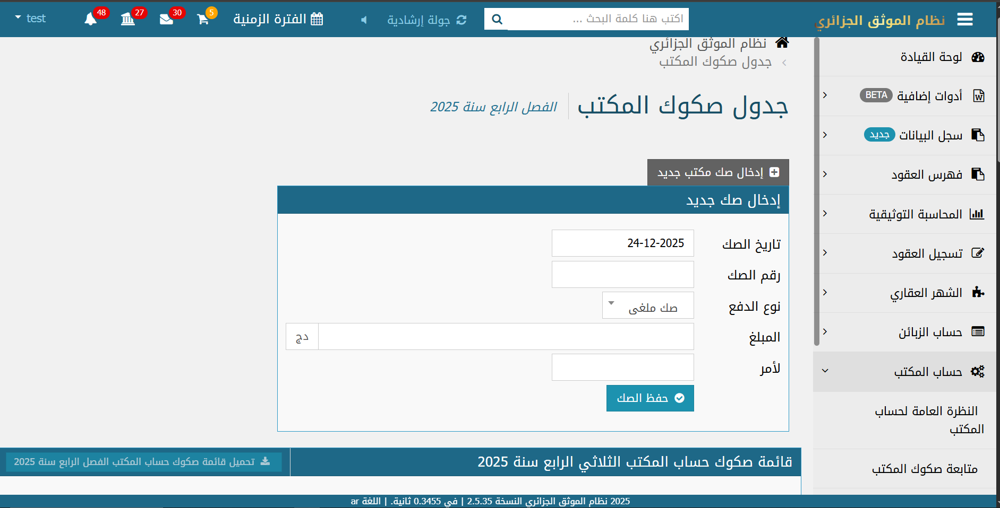 نظام الموثق الجزائري
اكتب هنا كلمة البحث ...
جولة إرشادية
الفترة الزمنية
5
30
27
48
test
لوحة القيادة
أدوات إضافية BETA
سجل البيانات جديد
فهرس العقود
المحاسبة التوثيقية
تسجيل العقود
الشهر العقاري
حساب الزبائن
حساب المكتب
النظرة العامة لحساب
المكتب
متابعة صكوك المكتب
نظام الموثق الجزائري
جدول صكوك المكتب
جدول صكوك المكتب
الفصل الرابع سنة 2025
إدخال صك مكتب جديد
إدخال صك جديد
تاريخ الصك
24-12-2025
رقم الصك
نوع الدفع
صك ملغى
المبلغ
دج
لأمر
حفظ الصك
قائمة صكوك حساب المكتب الثلاثي الرابع سنة 2025
تحميل قائمة صكوك حساب المكتب الفصل الرابع سنة 2025
2025 نظام الموثق الجزائري النسخة 2.5.35 | في 0.3455 ثانية. | اللغة ar